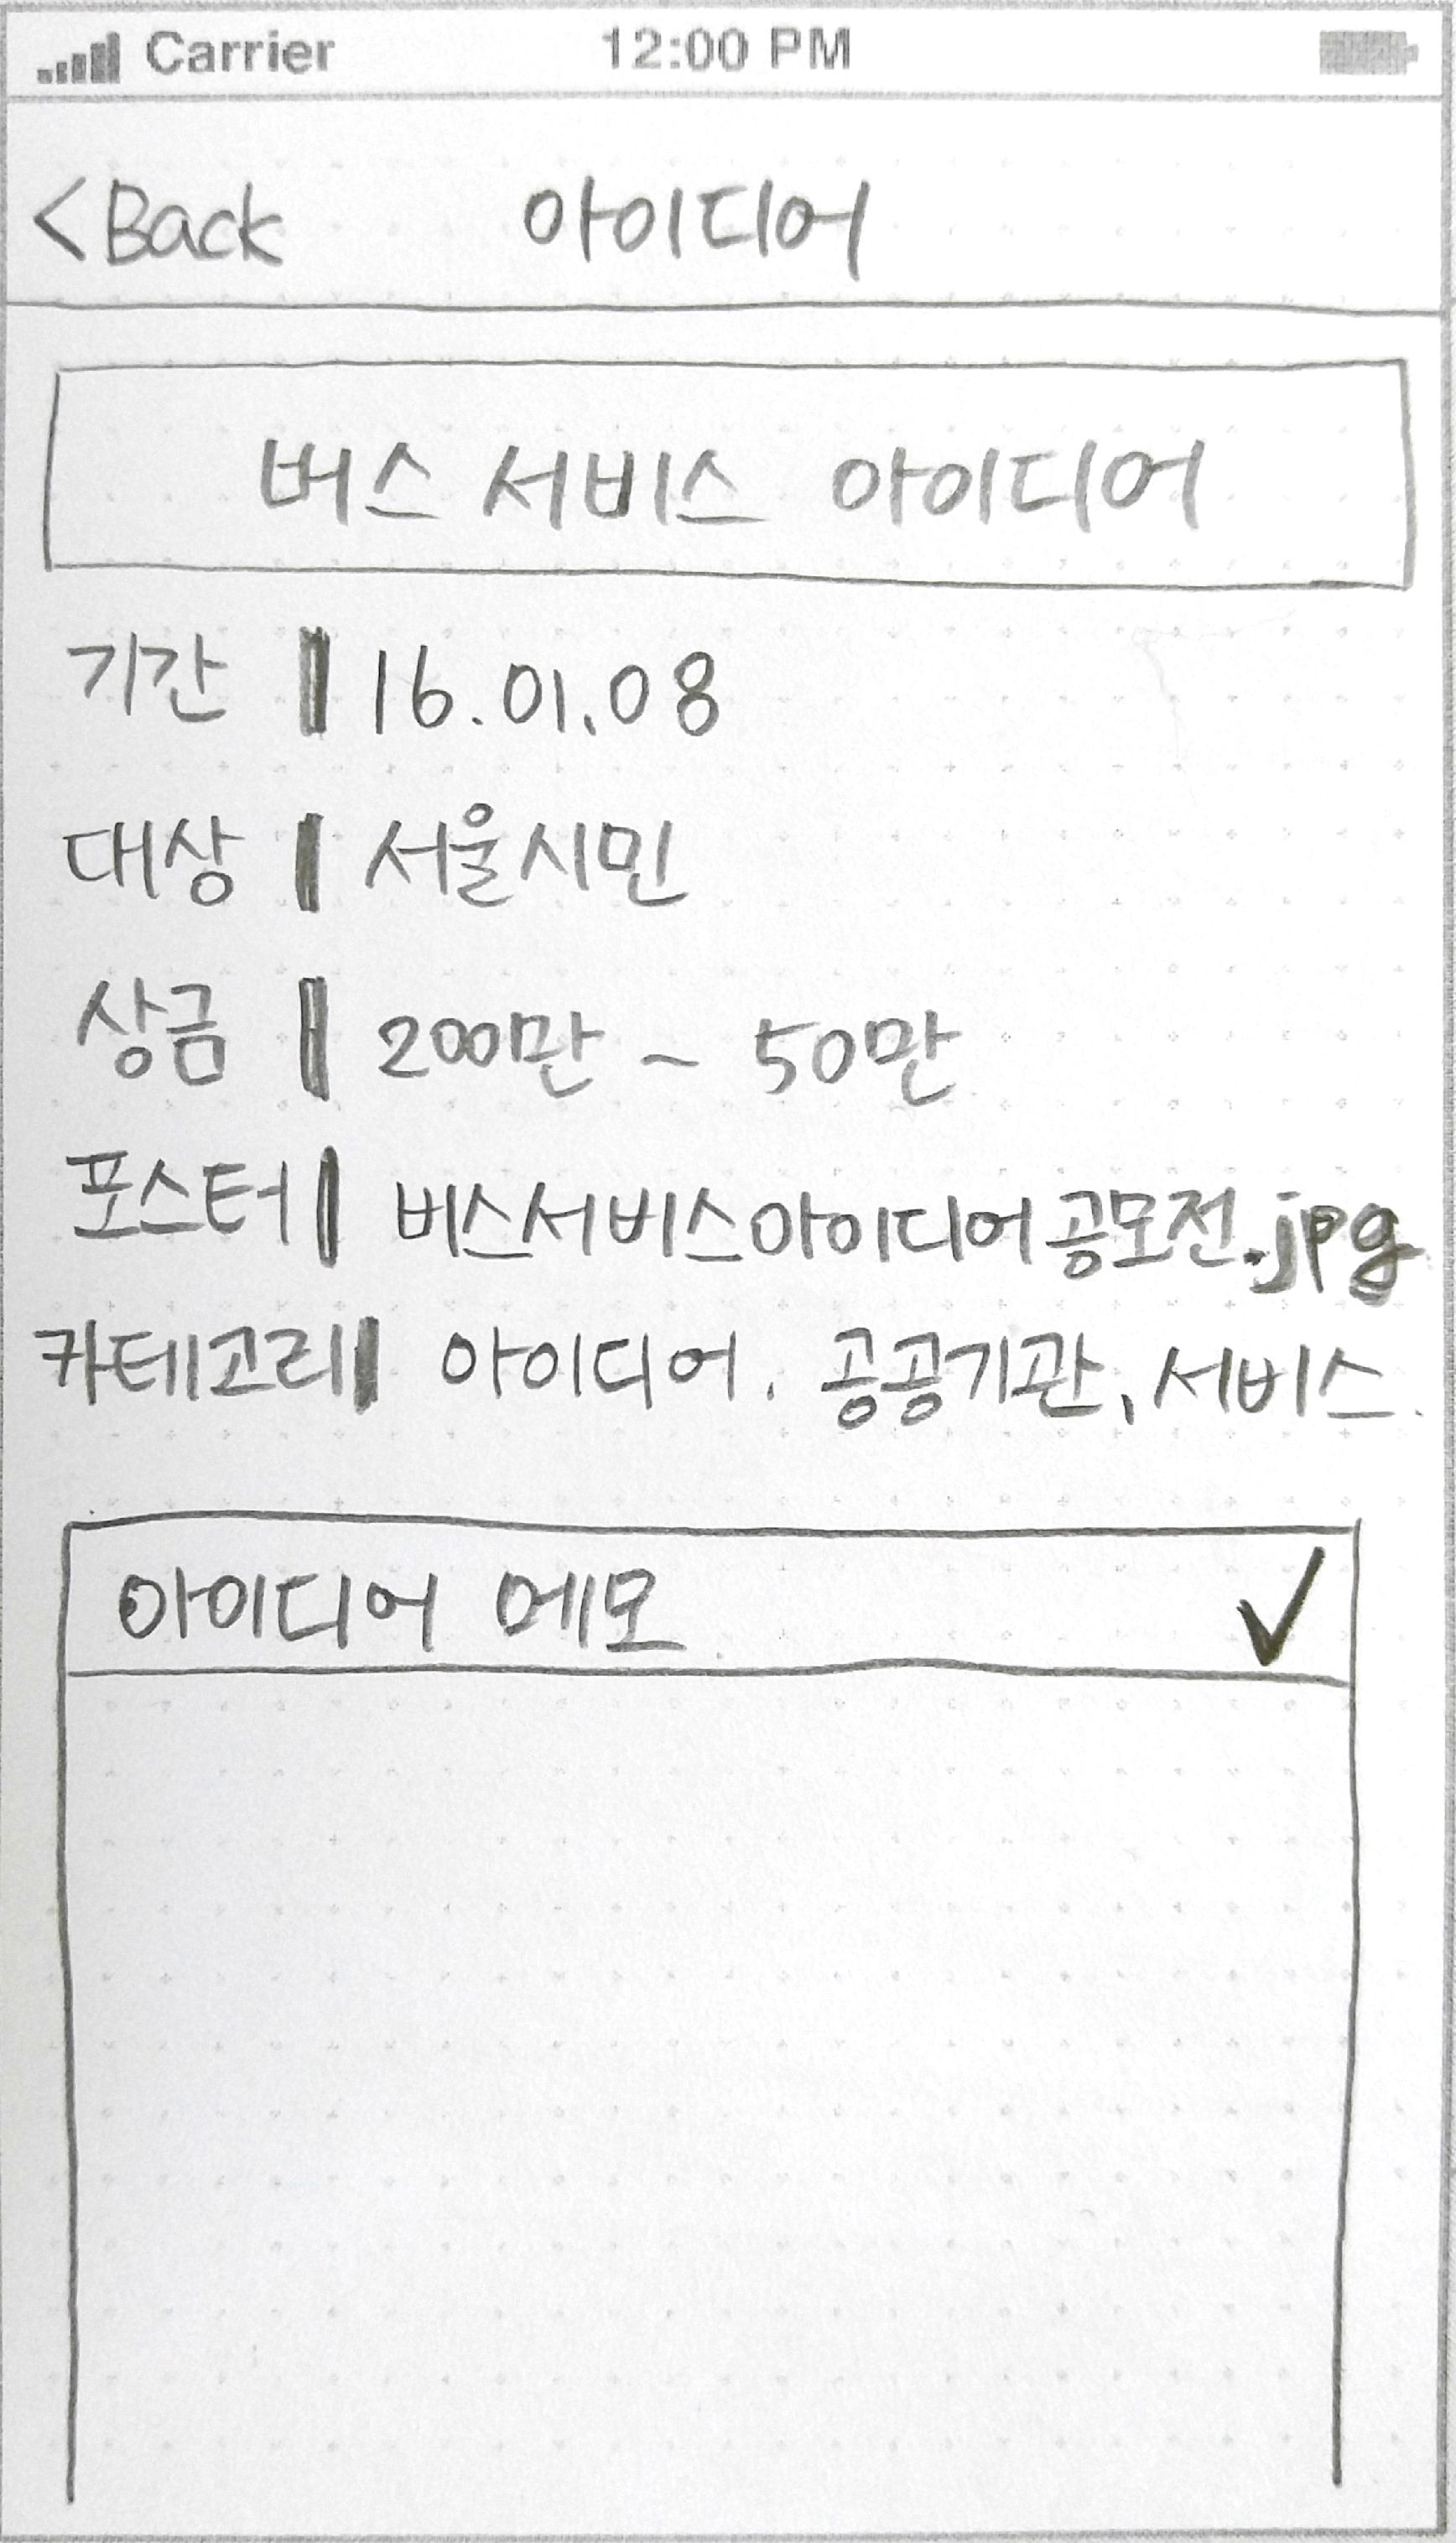 Carrier 12:00 PM
<Back 아이디어
버스 서비스 아이디어
기간 | 16.01.08
대상 | 서울시민
상금 | 200만 ~ 50만
포스터 | 버스서비스아이디어공모전.jpg
카테고리 | 아이디어, 공공기관, 서비스.
아이디어 메모